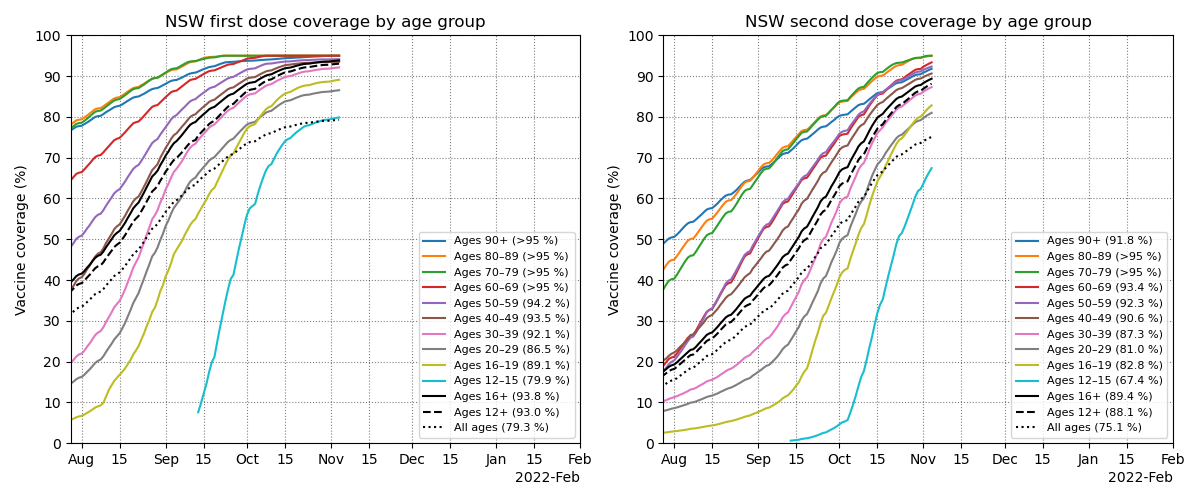 NSW first dose coverage by age group
Vaccine coverage (%)
100
90
80
70
60
50
40
30
20
10
0
Aug 15 Sep 15 Oct 15 Nov 15 Dec 15 Jan 15 Feb
2022-Feb
Ages 90+ (>95 %)
Ages 80–89 (>95 %)
Ages 70–79 (>95 %)
Ages 60–69 (>95 %)
Ages 50–59 (94.2 %)
Ages 40–49 (93.5 %)
Ages 30–39 (92.1 %)
Ages 20–29 (86.5 %)
Ages 16–19 (89.1 %)
Ages 12–15 (79.9 %)
Ages 16+ (93.8 %)
Ages 12+ (93.0 %)
All ages (79.3 %)
NSW second dose coverage by age group
Vaccine coverage (%)
100
90
80
70
60
50
40
30
20
10
0
Aug 15 Sep 15 Oct 15 Nov 15 Dec 15 Jan 15 Feb
2022-Feb
Ages 90+ (91.8 %)
Ages 80–89 (>95 %)
Ages 70–79 (>95 %)
Ages 60–69 (93.4 %)
Ages 50–59 (92.3 %)
Ages 40–49 (90.6 %)
Ages 30–39 (87.3 %)
Ages 20–29 (81.0 %)
Ages 16–19 (82.8 %)
Ages 12–15 (67.4 %)
Ages 16+ (89.4 %)
Ages 12+ (88.1 %)
All ages (75.1 %)